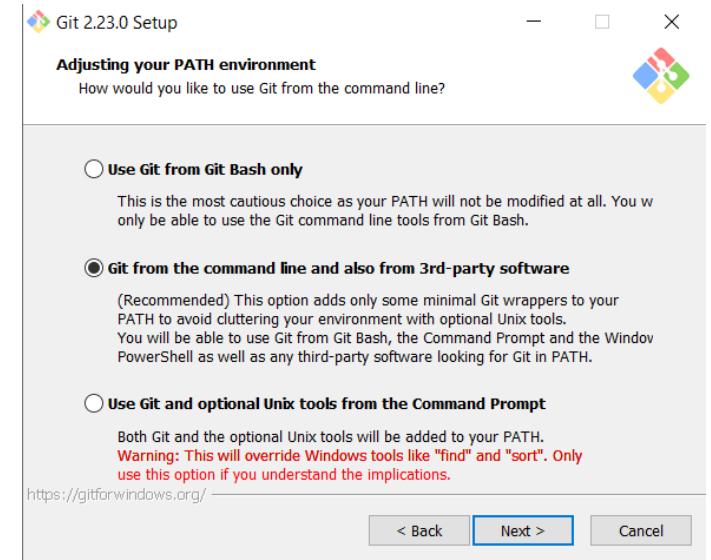 Git 2.23.0 Setup
Adjusting your PATH environment
How would you like to use Git from the command line?
Use Git from Git Bash only
This is the most cautious choice as your PATH will not be modified at all. You w
only be able to use the Git command line tools from Git Bash.
Git from the command line and also from 3rd-party software
(Recommended) This option adds only some minimal Git wrappers to your
PATH to avoid cluttering your environment with optional Unix tools.
You will be able to use Git from Git Bash, the Command Prompt and the Window
PowerShell as well as any third-party software looking for Git in PATH.
Use Git and optional Unix tools from the Command Prompt
Both Git and the optional Unix tools will be added to your PATH.
Warning: This will override Windows tools like "find" and "sort". Only
use this option if you understand the implications.
https://gitforwindows.org/
< Back Next > Cancel